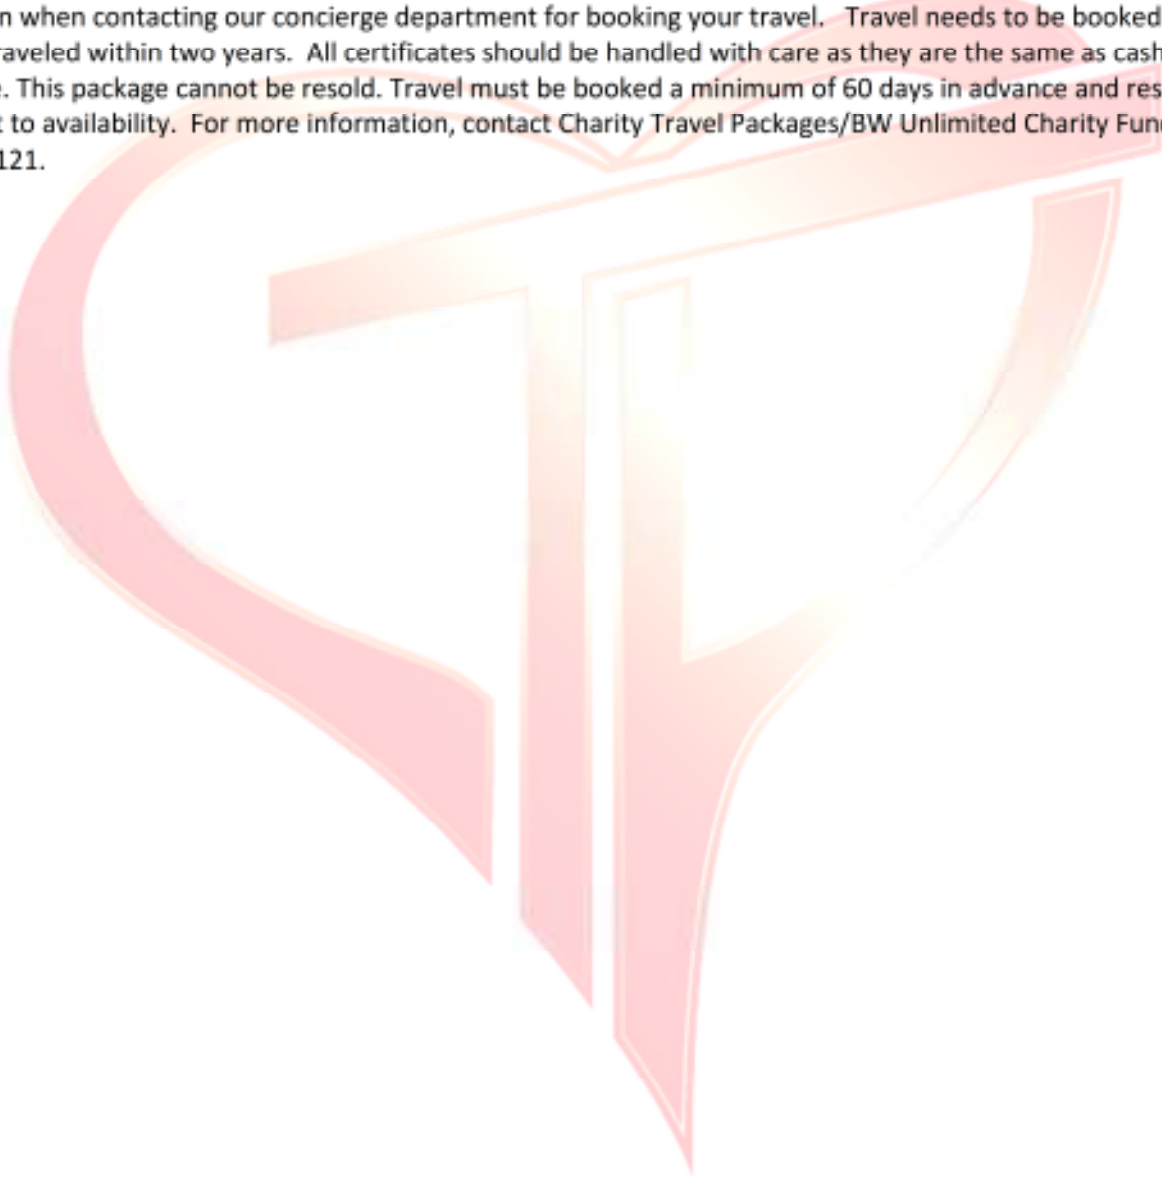 n when contacting our concierge department for booking your travel.   Travel needs to be booked
raveled within two years.  All certificates should be handled with care as they are the same as cash
. This package cannot be resold. Travel must be booked a minimum of 60 days in advance and res
t to availability.  For more information, contact Charity Travel Packages/BW Unlimited Charity Fun
121.